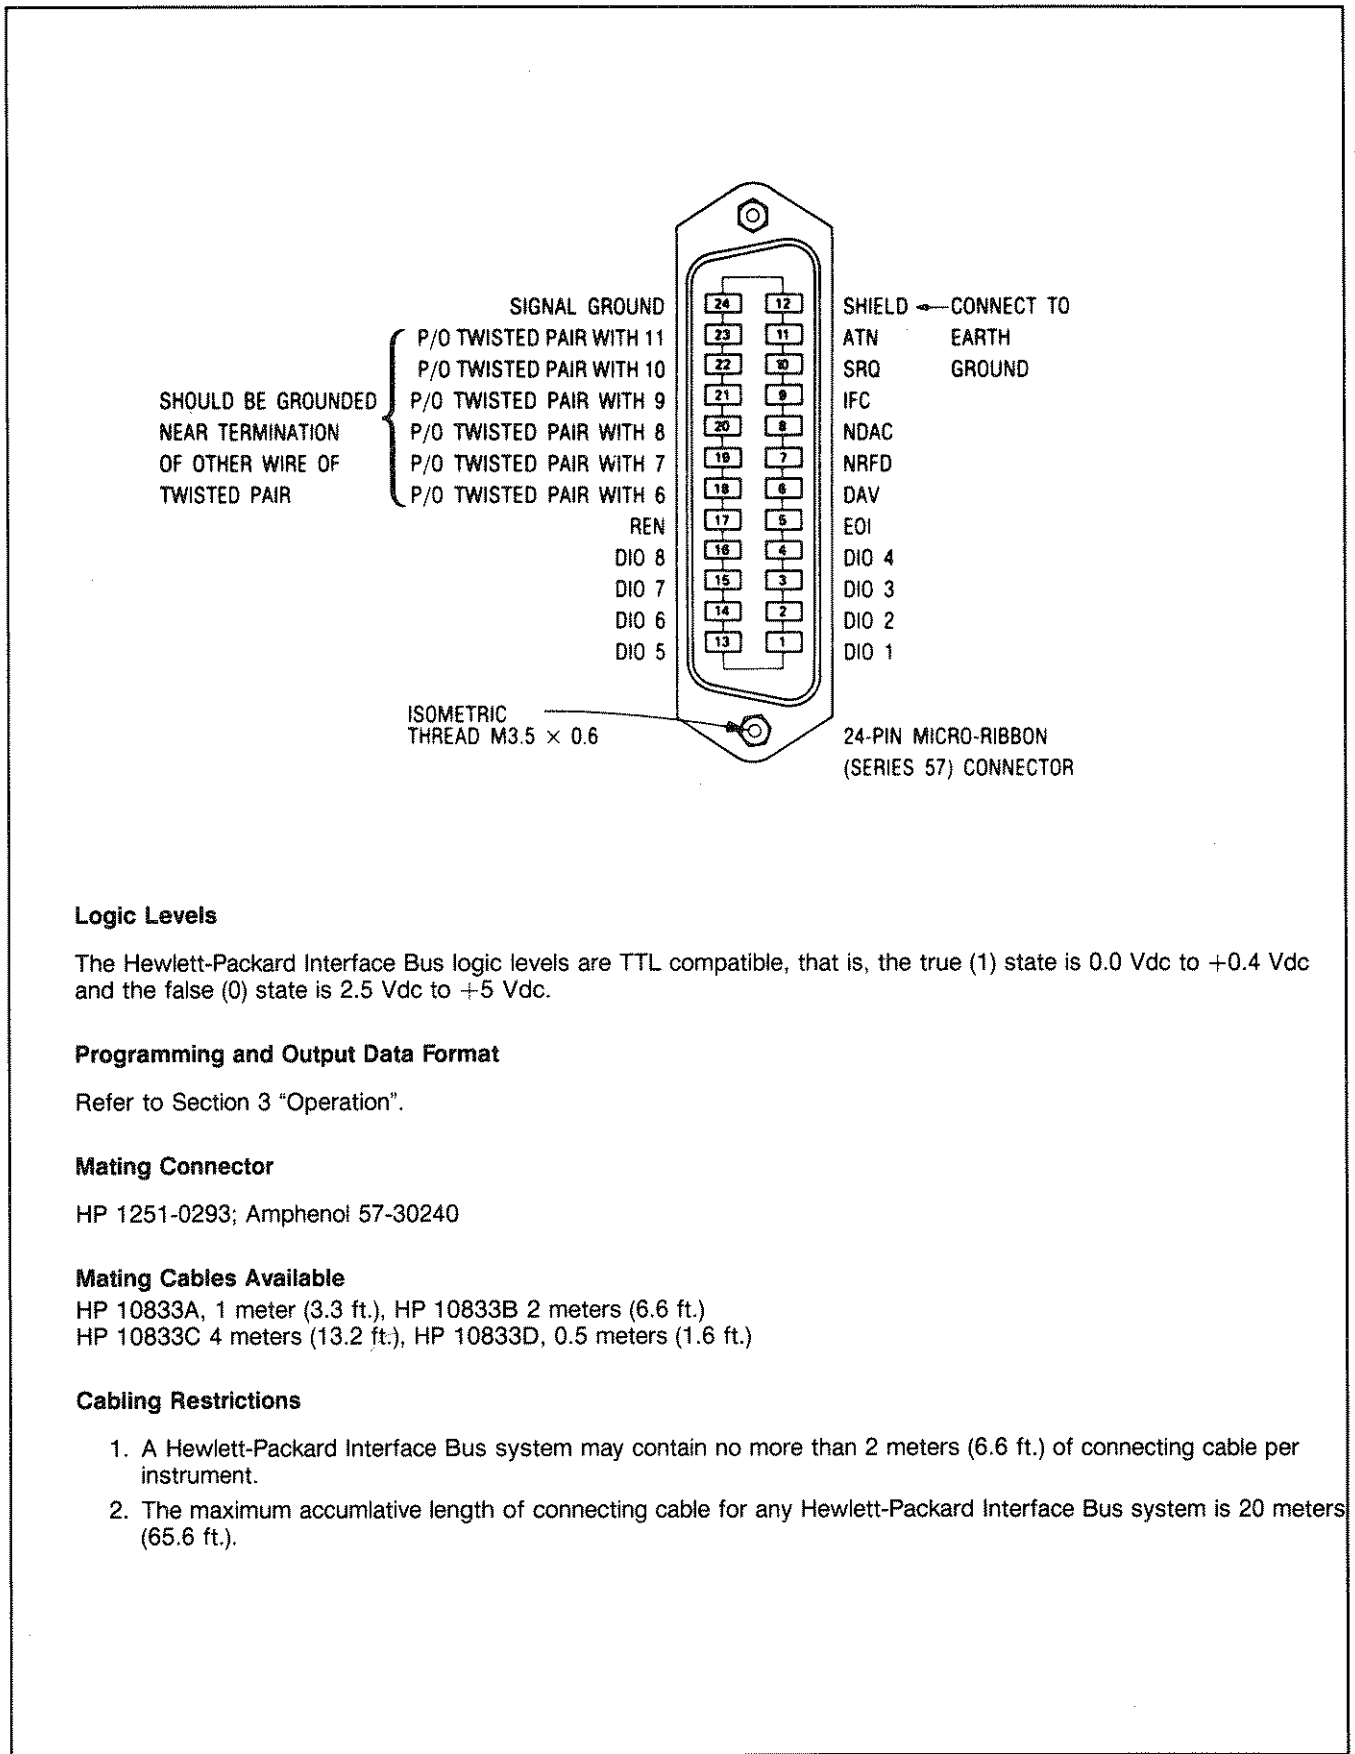 SIGNAL GROUND 24 12 SHIELD ← CONNECT TO
P/O TWISTED PAIR WITH 11 23 11 ATN EARTH
P/O TWISTED PAIR WITH 10 22 10 SRQ GROUND
SHOULD BE GROUNDED P/O TWISTED PAIR WITH 9 21 9 IFC
NEAR TERMINATION P/O TWISTED PAIR WITH 8 20 8 NDAC
OF OTHER WIRE OF P/O TWISTED PAIR WITH 7 19 7 NRFD
TWISTED PAIR P/O TWISTED PAIR WITH 6 18 6 DAV
REN 17 5 EOI
DIO 8 16 4 DIO 4
DIO 7 15 3 DIO 3
DIO 6 14 2 DIO 2
DIO 5 13 1 DIO 1
ISOMETRIC
THREAD M3.5 × 0.6
24-PIN MICRO-RIBBON
(SERIES 57) CONNECTOR
Logic Levels
The Hewlett-Packard Interface Bus logic levels are TTL compatible, that is, the true (1) state is 0.0 Vdc to +0.4 Vdc
and the false (0) state is 2.5 Vdc to +5 Vdc.
Programming and Output Data Format
Refer to Section 3 “Operation”.
Mating Connector
HP 1251-0293; Amphenol 57-30240
Mating Cables Available
HP 10833A, 1 meter (3.3 ft.), HP 10833B 2 meters (6.6 ft.)
HP 10833C 4 meters (13.2 ft.), HP 10833D, 0.5 meters (1.6 ft.)
Cabling Restrictions
1. A Hewlett-Packard Interface Bus system may contain no more than 2 meters (6.6 ft.) of connecting cable per
instrument.
2. The maximum accumlative length of connecting cable for any Hewlett-Packard Interface Bus system is 20 meters
(65.6 ft.).